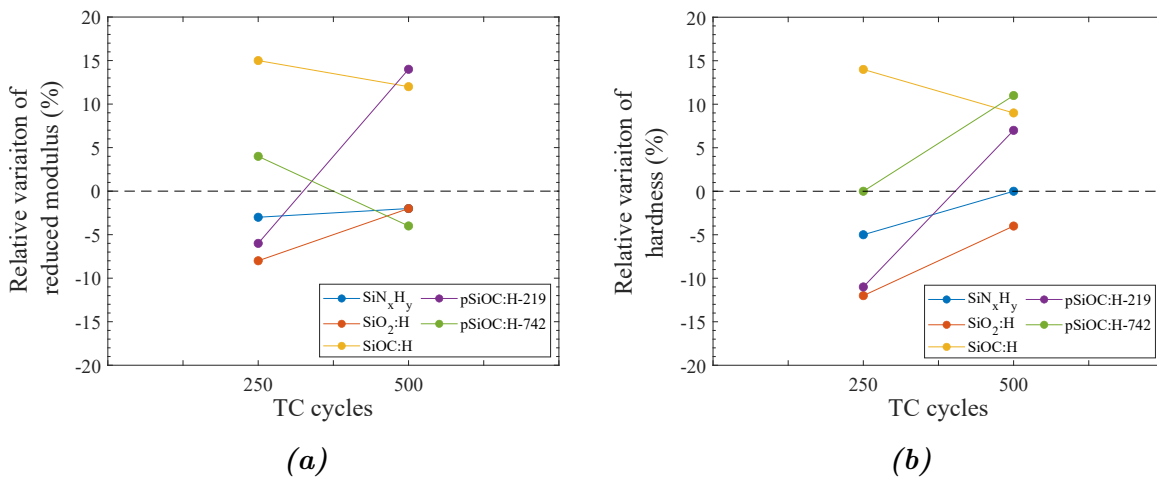 20
15
10
5
0
-5
-10
-15
-20
Relative variaiton of
reduced modulus (%)
SiNxHy
SiO2:H
SiOC:H
pSiOC:H-219
pSiOC:H-742
250
500
TC cycles
(a)
20
15
10
5
0
-5
-10
-15
-20
Relative variaiton of
hardness (%)
SiNxHy
SiO2:H
SiOC:H
pSiOC:H-219
pSiOC:H-742
250
500
TC cycles
(b)